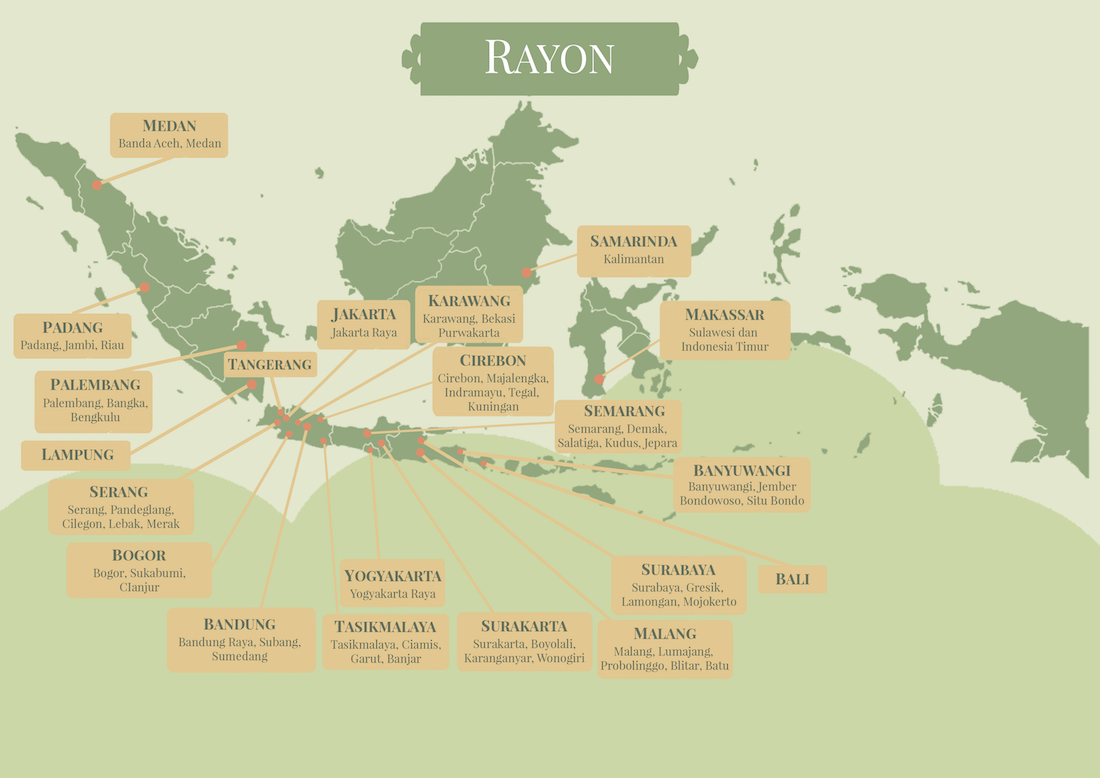 RAYON
MEDAN
Banda Aceh, Medan
SAMARINDA
Kalimantan
PADANG
Padang, Jambi, Riau
JAKARTA
Jakarta Raya
KARAWANG
Karawang, Bekasi
Purwakarta
MAKASSAR
Sulawesi dan
Indonesia Timur
TANGERANG
CIREBON
Cirebon, Majalengka,
Indramayu, Tegal,
Kuningan
PALEMBANG
Palembang, Bangka,
Bengkulu
SEMARANG
Semarang, Demak,
Salatiga, Kudus, Jepara
LAMPUNG
BANYUWANGI
Banyuwangi, Jember
Bondowoso, Situ Bondo
SERANG
Serang, Pandeglang,
Cilegon, Lebak, Merak
BOGOR
Bogor, Sukabumi,
CIanjur
YOGYAKARTA
Yogyakarta Raya
SURABAYA
Surabaya, Gresik,
Lamongan, Mojokerto
BALI
BANDUNG
Bandung Raya, Subang,
Sumedang
TASIKMALAYA
Tasikmalaya, Ciamis,
Garut, Banjar
SURAKARTA
Surakarta, Boyolali,
Karanganyar, Wonogiri
MALANG
Malang, Lumajang,
Probolinggo, Blitar, Batu